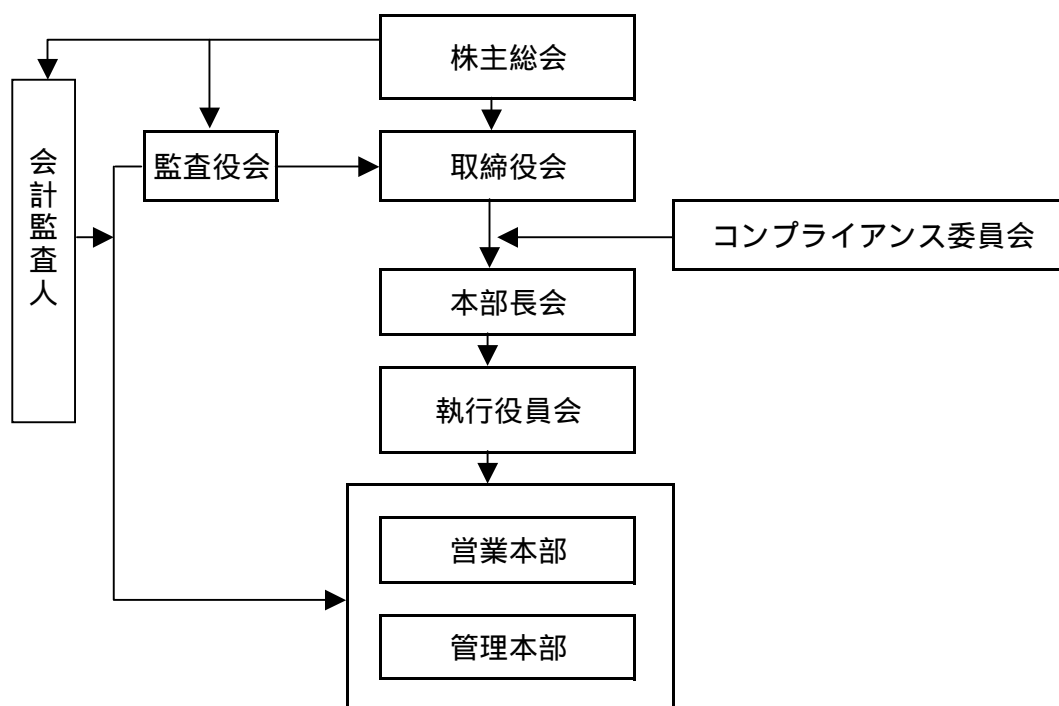 株主総会
会計監査人
監査役会
取締役会
コンプライアンス委員会
本部長会
執行役員会
営業本部
管理本部